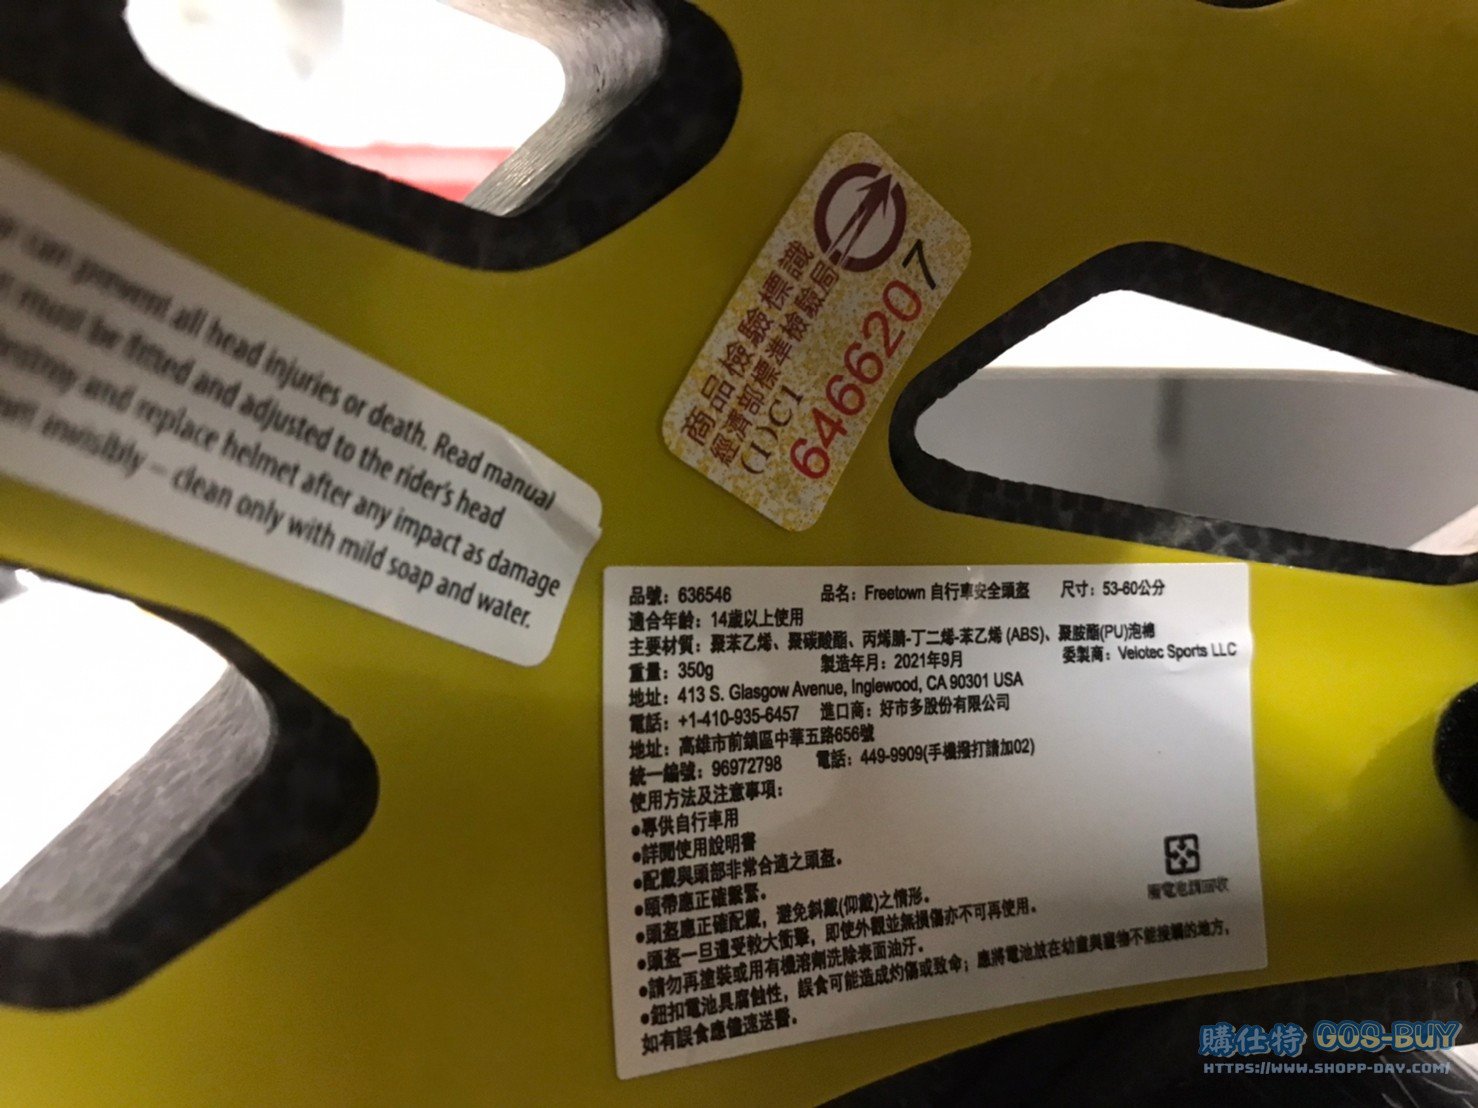 can prevent all head injuries or death. Read manual
must be fitted and adjusted to the rider's head
and replace helmet after any impact as damage
invisibly – clean only with mild soap and water.
商品檢驗標識
經濟部標準檢驗局
(1)C1
6466207
品號：636546 品名：Freetown 自行車安全頭盔 尺寸：53-60公分
適合年齡：14歲以上使用
主要材質：聚苯乙烯、聚碳酸酯、丙烯腈-丁二烯-苯乙烯 (ABS)、聚胺酯(PU)泡棉
重量：350g 製造年月：2021年9月 委製商：Velotec Sports LLC
地址：413 S. Glasgow Avenue, Inglewood, CA 90301 USA
電話：+1-410-935-6457 進口商：好市多股份有限公司
地址：高雄市前鎮區中華五路656號
統一編號：96972798 電話：449-9909(手機撥打請加02)
使用方法及注意事項：
●專供自行車用
●詳閱使用說明書
●配戴與頭部非常合適之頭盔。
●頤帶應正確繫緊。
●頭盔應正確配戴，避免斜戴(仰戴)之情形。
●頭盔一旦遭受較大衝擊，即使外觀並無損傷亦不可再使用。
●請勿再塗裝或用有機溶劑洗除表面油汙。
●鈕扣電池具腐蝕性，誤食可能造成灼傷或致命；應將電池放在幼童與寵物不能接觸的地方，
如有誤食應儘速送醫。
廢電池請回收
購仕特 GOS-BUY
HTTPS://WWW.SHOPP-DAY.COM/